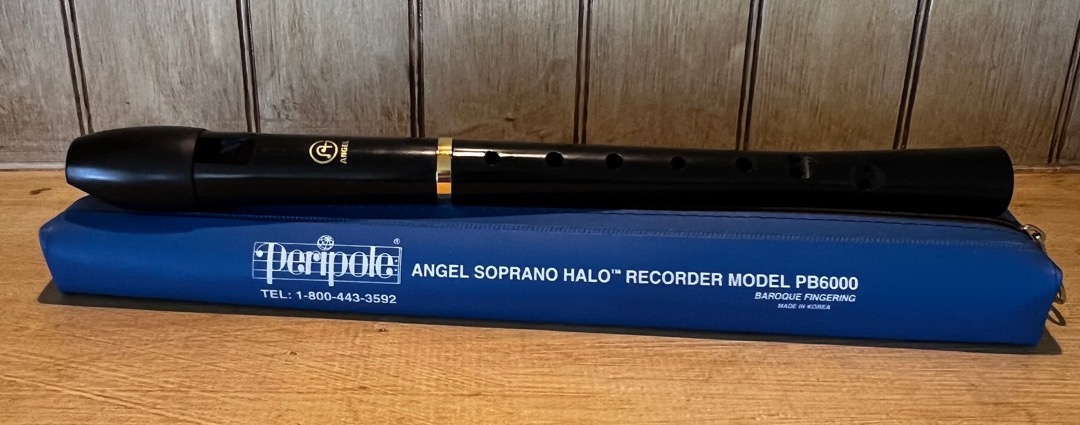 ANGEL
Peripole®
TEL: 1-800-443-3592
ANGEL SOPRANO HALO™ RECORDER MODEL PB6000
BAROQUE FINGERING
MADE IN KOREA